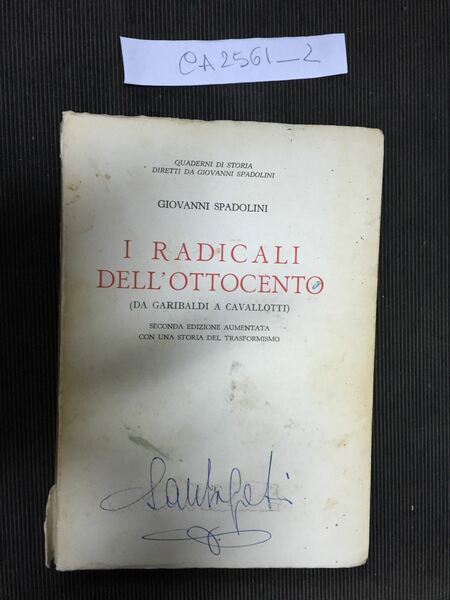 CA2561_2
QUADERNI DI STORIA
DIRETTI DA GIOVANNI SPADOLINI
GIOVANNI SPADOLINI
I RADICALI
DELL'OTTOCENTO
(DA GARIBALDI A CAVALLOTTI)
SECONDA EDIZIONE AUMENTATA
CON UNA STORIA DEL TRASFORMISMO